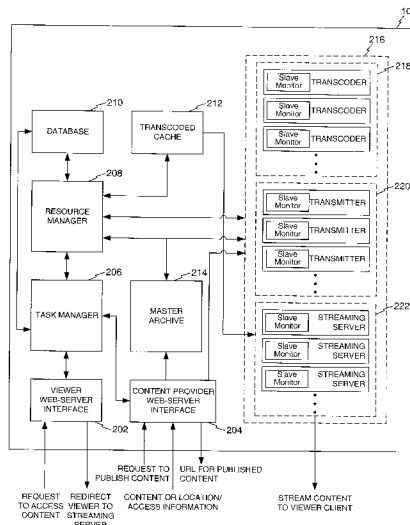 10
216
218
210
212
DATABASE
TRANSCODED
CACHE
Slave
Monitor
TRANSCODER
Slave
Monitor
TRANSCODER
Slave
Monitor
TRANSCODER
208
RESOURCE
MANAGER
220
Slave
Monitor
TRANSMITTER
Slave
Monitor
TRANSMITTER
Slave
Monitor
TRANSMITTER
206
214
TASK MANAGER
MASTER
ARCHIVE
222
Slave
Monitor
STREAMING
SERVER
Slave
Monitor
STREAMING
SERVER
Slave
Monitor
STREAMING
SERVER
VIEWER
WEB-SERVER
INTERFACE
202
CONTENT PROVIDER
WEB-SERVER
INTERFACE
204
REQUEST TO
PUBLISH CONTENT
URL FOR PUBLISHED
CONTENT
REQUEST
TO ACCESS
CONTENT
REDIRECT
VIEWER TO
STREAMING
SERVER
CONTENT OR LOCATION/
ACCESS INFORMATION
STREAM CONTENT
TO VIEWER CLIENT